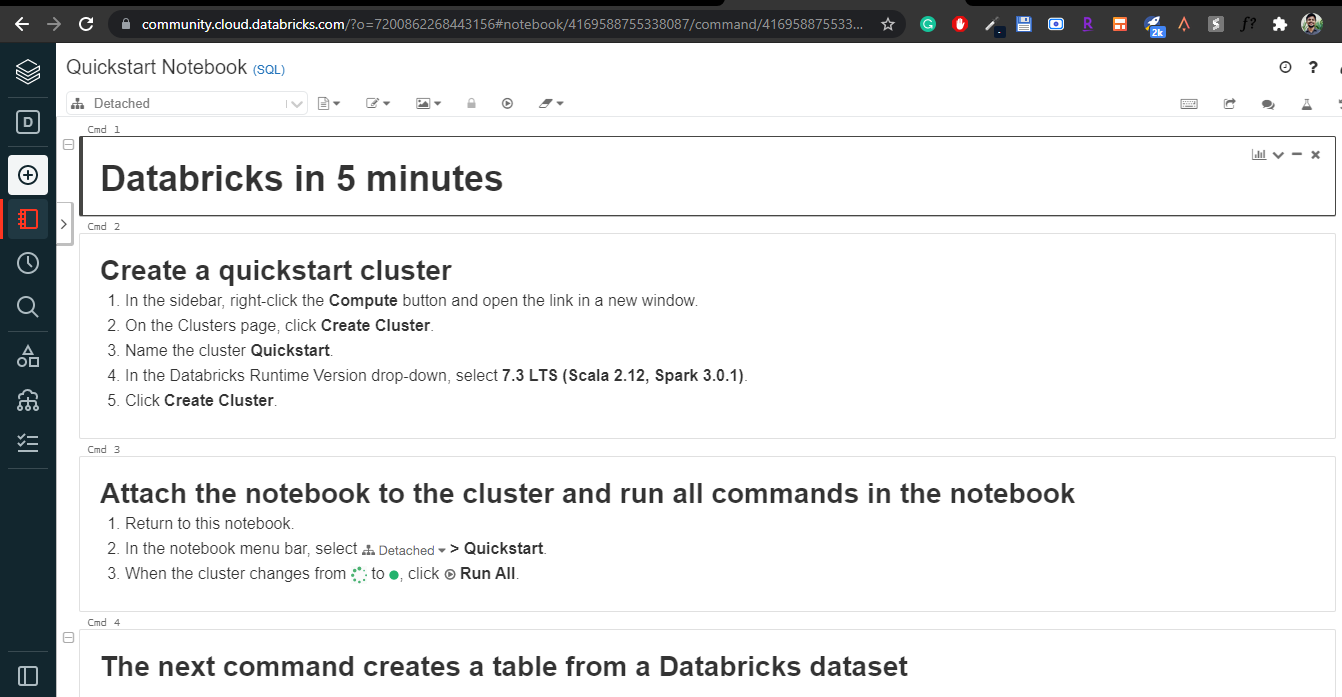 community.cloud.databricks.com/?o=7200862268443156#notebook/4169588755338087/command/41695887553...
2k
Quickstart Notebook (SQL)
?
D
Detached
Cmd 1
Databricks in 5 minutes
Cmd 2
Create a quickstart cluster
1. In the sidebar, right-click the Compute button and open the link in a new window.
2. On the Clusters page, click Create Cluster.
3. Name the cluster Quickstart.
4. In the Databricks Runtime Version drop-down, select 7.3 LTS (Scala 2.12, Spark 3.0.1).
5. Click Create Cluster.
Cmd 3
Attach the notebook to the cluster and run all commands in the notebook
1. Return to this notebook.
2. In the notebook menu bar, select Detached > Quickstart.
3. When the cluster changes from to , click Run All.
Cmd 4
The next command creates a table from a Databricks dataset